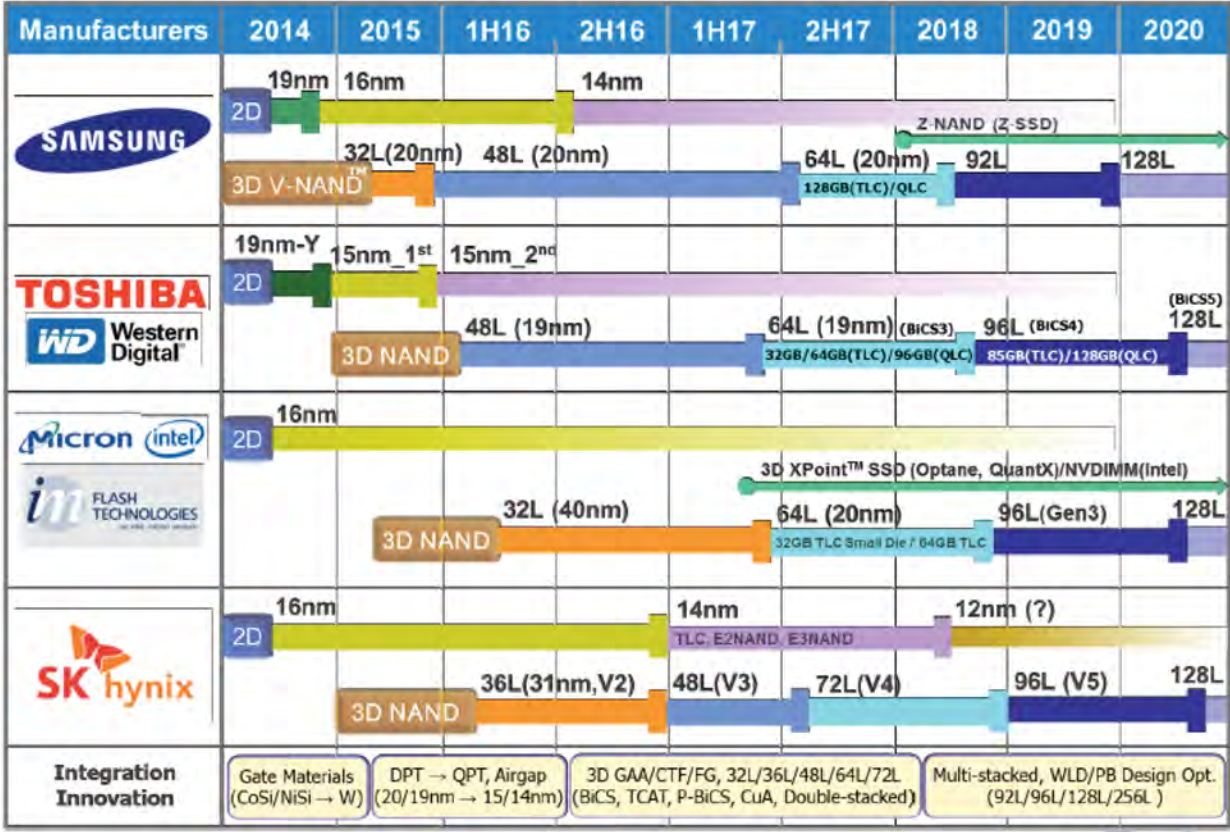 Manufacturers 2014 2015 1H16 2H16 1H17 2H17 2018 2019 2020
SAMSUNG
19nm 16nm 14nm
2D
Z-NAND (Z-SSD)
32L(20nm) 48L (20nm) 64L (20nm) 92L 128L
3D V-NAND™ 128GB(TLC)/QLC
TOSHIBA
WD Western
Digital
19nm-Y 15nm_1st 15nm_2nd
2D
(BiCS5)
48L (19nm) 64L (19nm) (BiCS3) 96L (BiCS4) 128L
3D NAND 32GB/64GB(TLC)/96GB(QLC) 85GB(TLC)/128GB(QLC)
Micron intel
im FLASH
TECHNOLOGIES
16nm
2D
3D XPoint™ SSD (Optane, QuantX)/NVDIMM(Intel)
32L (40nm) 64L (20nm) 96L(Gen3) 128L
3D NAND 32GB TLC Small Die / 64GB TLC
SK hynix
16nm 14nm 12nm (?)
2D TLC, E2NAND, E3NAND
36L(31nm,V2) 48L(V3) 72L(V4) 96L (V5) 128L
3D NAND
Integration
Innovation
Gate Materials
(CoSi/NiSi → W)
DPT → QPT, Airgap
(20/19nm → 15/14nm)
3D GAA/CTF/FG, 32L/36L/48L/64L/72L
(BiCS, TCAT, P-BiCS, CuA, Double-stacked)
Multi-stacked, WLD/PB Design Opt.
(92L/96L/128L/256L )